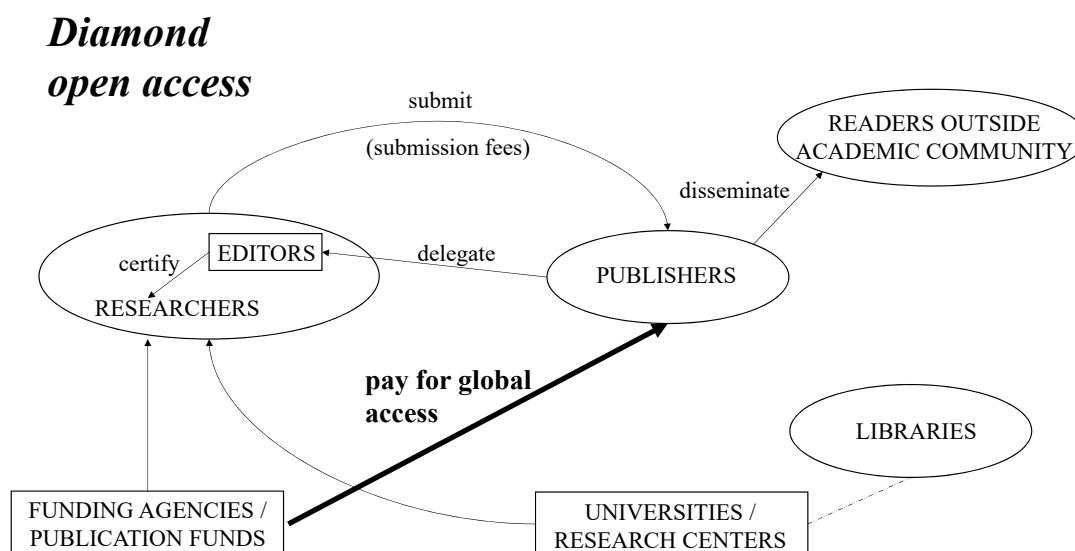 Diamond
open access
submit
(submission fees)
READERS OUTSIDE
ACADEMIC COMMUNITY
disseminate
EDITORS
certify
delegate
PUBLISHERS
RESEARCHERS
pay for global
access
LIBRARIES
FUNDING AGENCIES /
PUBLICATION FUNDS
UNIVERSITIES /
RESEARCH CENTERS